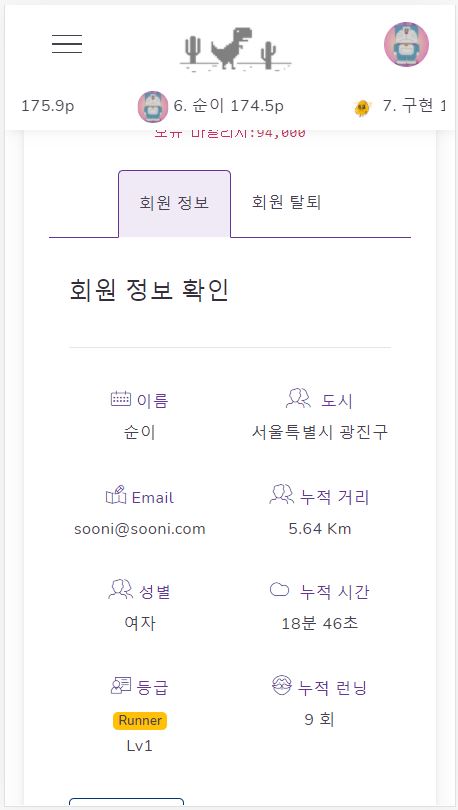 175.9p 6. 순이 174.5p 7. 구현 1
보유 마일리지:94,000
회원 정보 회원 탈퇴
회원 정보 확인
이름 도시
순이 서울특별시 광진구
Email 누적 거리
sooni@sooni.com 5.64 Km
성별 누적 시간
여자 18분 46초
등급 누적 런닝
Runner 9 회
Lv1